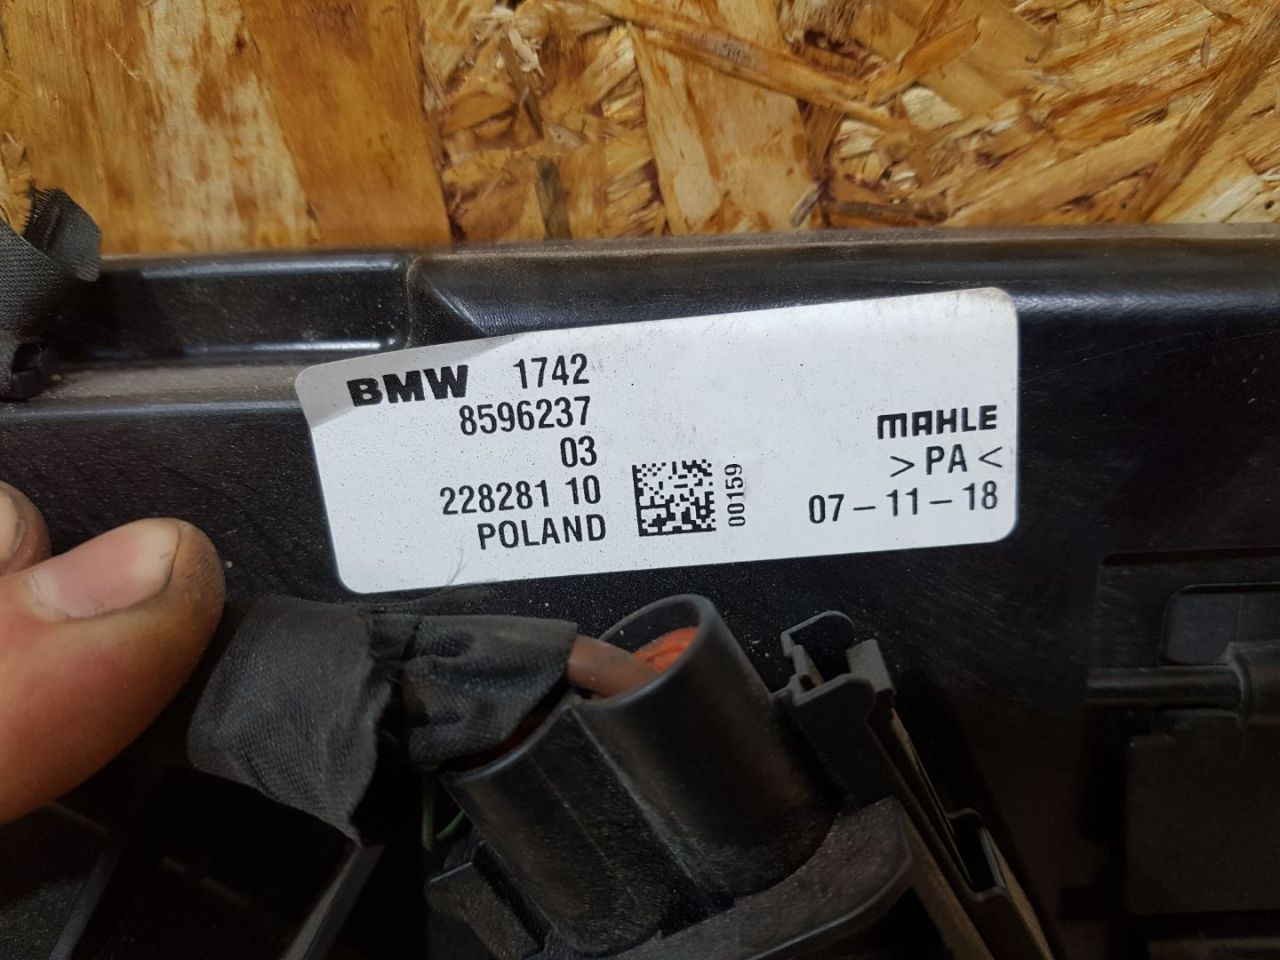 BMW 1742
8596237
03
228281 10
POLAND
00159
MAHLE
>PA<
07-11-18